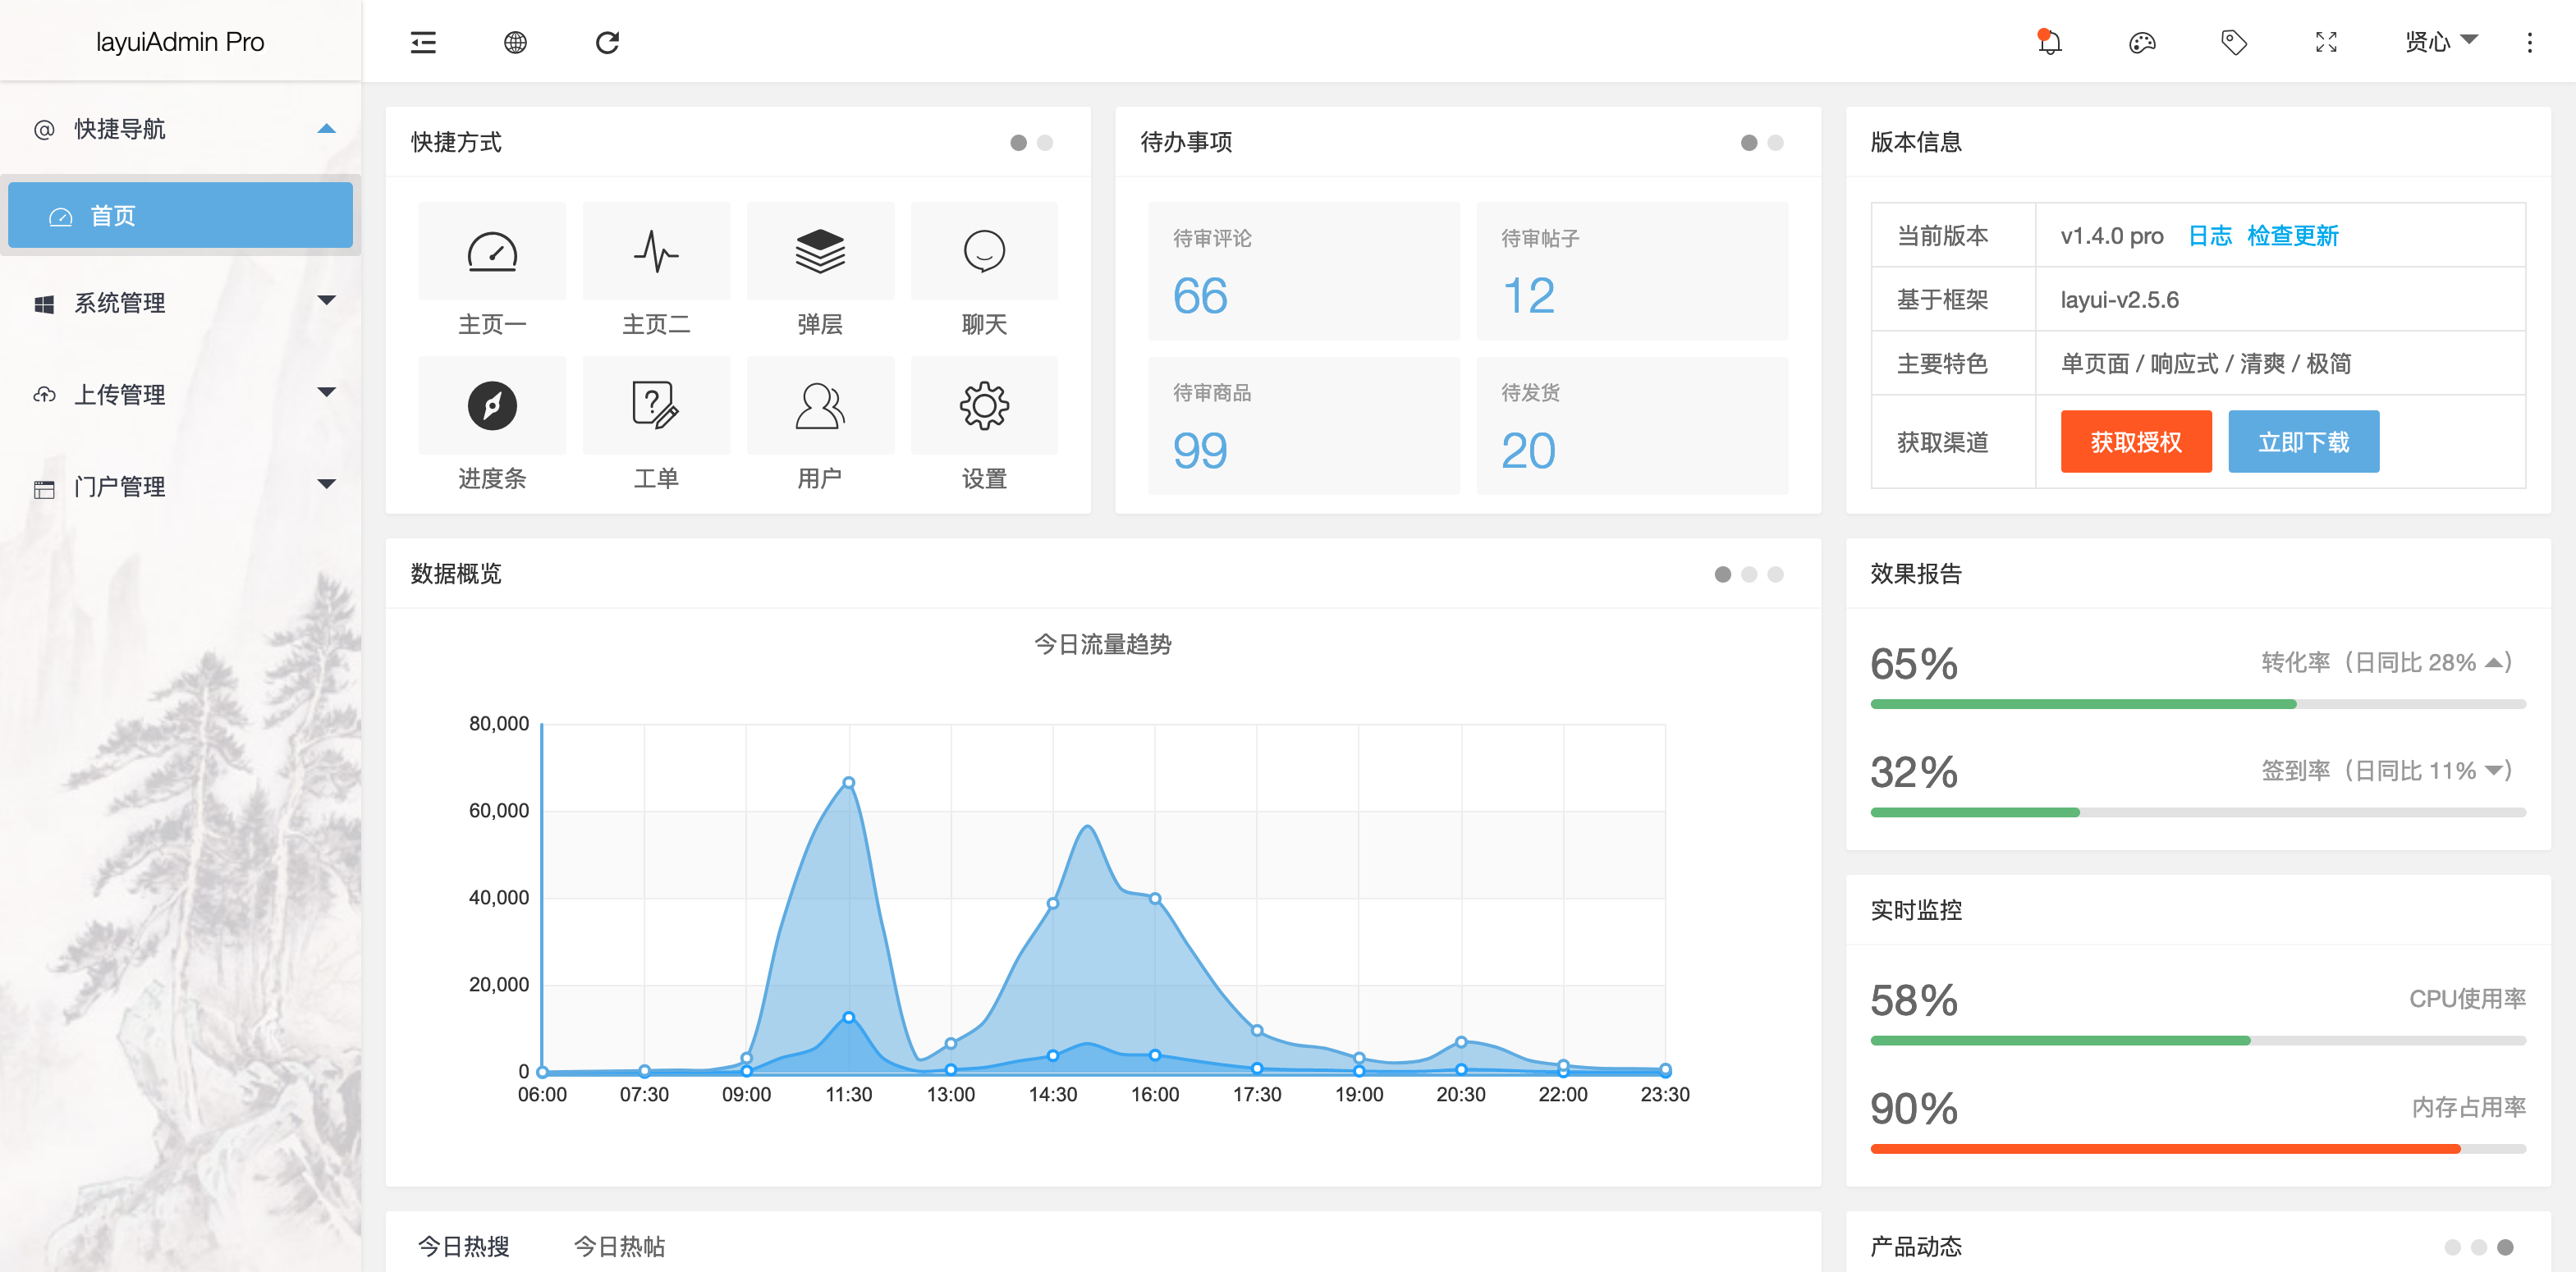 layuiAdmin Pro
贤心
快捷导航
首页
系统管理
上传管理
门户管理
快捷方式
主页一 主页二 弹层 聊天
进度条 工单 用户 设置
待办事项
待审评论 待审帖子
66 12
待审商品 待发货
99 20
版本信息
当前版本 v1.4.0 pro 日志 检查更新
基于框架 layui-v2.5.6
主要特色 单页面 / 响应式 / 清爽 / 极简
获取渠道 获取授权 立即下载
数据概览
今日流量趋势
80,000
60,000
40,000
20,000
0
06:00 07:30 09:00 11:30 13:00 14:30 16:00 17:30 19:00 20:30 22:00 23:30
效果报告
65% 转化率（日同比 28% ▲）
32% 签到率（日同比 11% ▼）
实时监控
58% CPU使用率
90% 内存占用率
今日热搜 今日热帖
产品动态